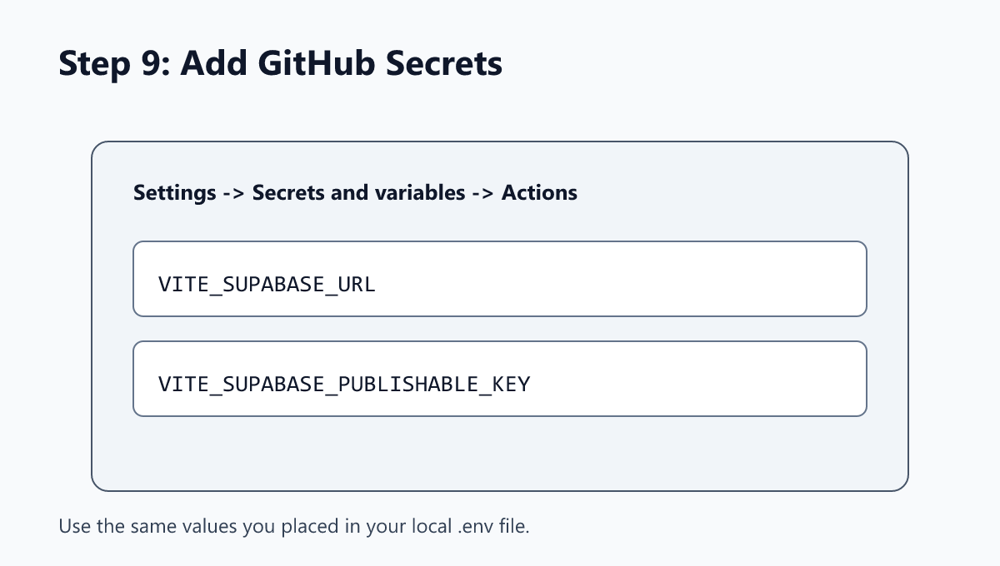 Step 9: Add GitHub Secrets
Settings -> Secrets and variables -> Actions
VITE_SUPABASE_URL
VITE_SUPABASE_PUBLISHABLE_KEY
Use the same values you placed in your local .env file.